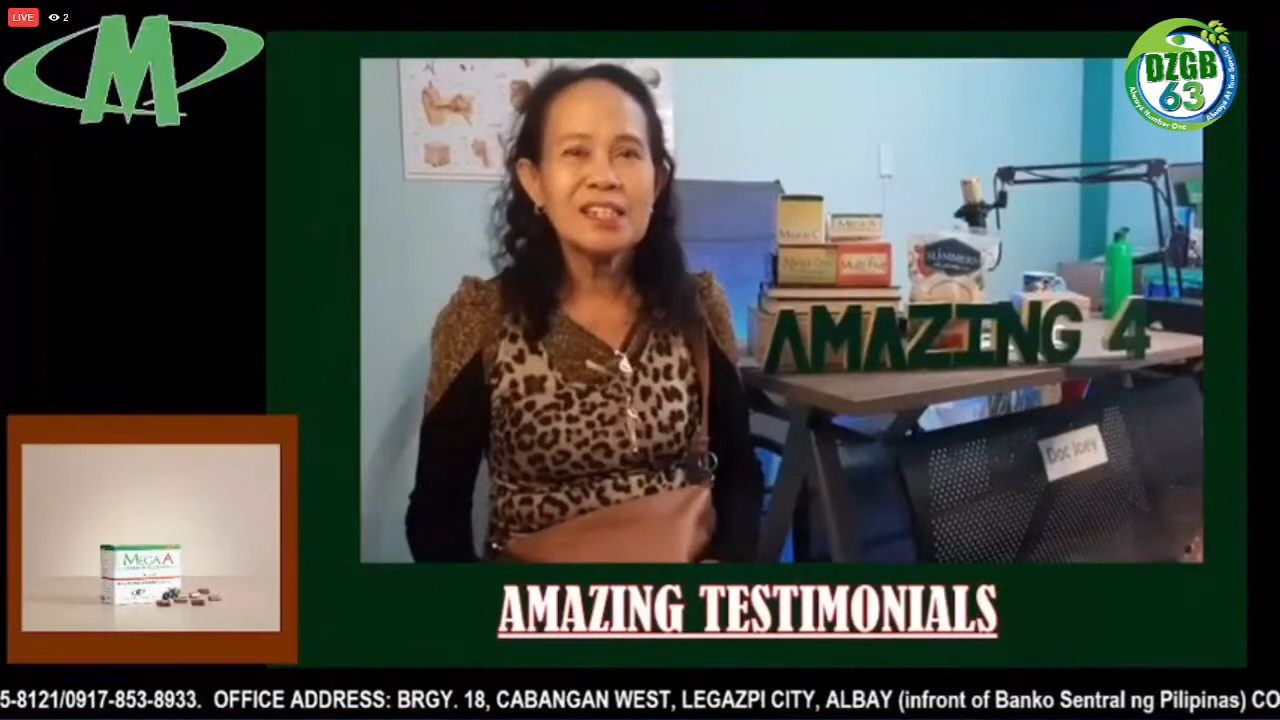 LIVE 2
M
DZGB
63
Always Number One
Always At Your Service
Mega A
Multi Fruit
SLIMMERS
AMAZING 4
Doc Joey
MEGA A
AMAZING TESTIMONIALS
5-8121/0917-853-8933. OFFICE ADDRESS: BRGY. 18, CABANGAN WEST, LEGAZPI CITY, ALBAY (infront of Banko Sentral ng Pilipinas) CO